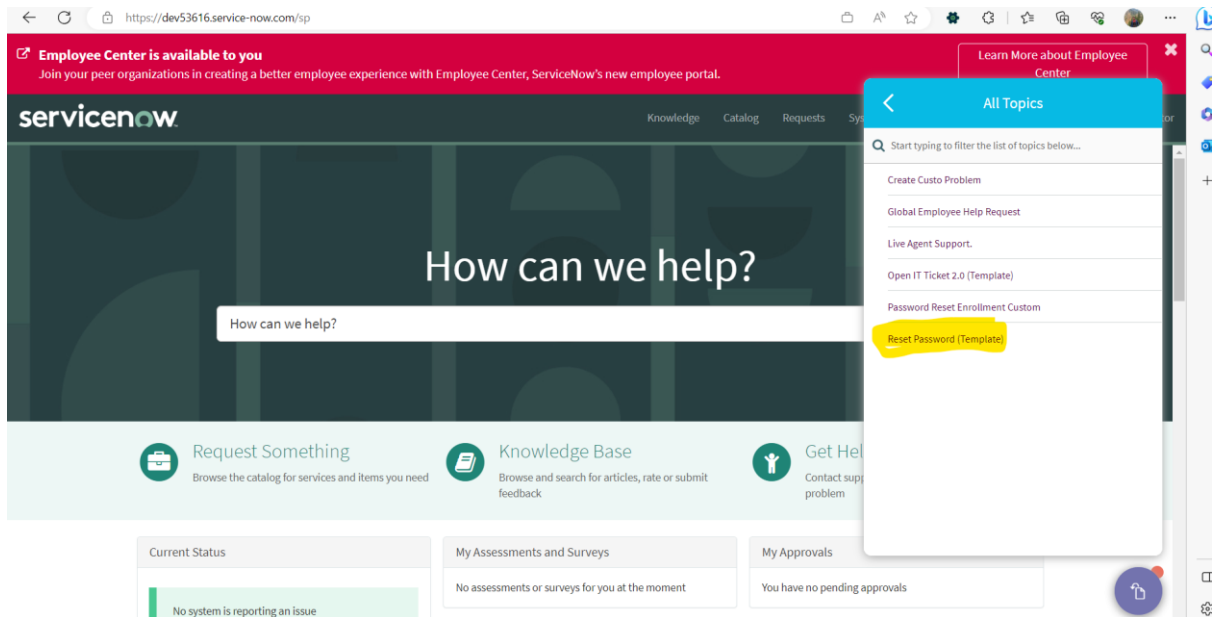 https://dev53616.service-now.com/sp
Employee Center is available to you
Join your peer organizations in creating a better employee experience with Employee Center, ServiceNow's new employee portal.
Learn More about Employee
Center
servicenow
Knowledge Catalog Requests Sys
or
All Topics
Start typing to filter the list of topics below...
Create Custo Problem
Global Employee Help Request
Live Agent Support.
Open IT Ticket 2.0 (Template)
Password Reset Enrollment Custom
Reset Password (Template)
How can we help?
How can we help?
Request Something
Browse the catalog for services and items you need
Knowledge Base
Browse and search for articles, rate or submit
feedback
Get Hel
Contact supp
problem
Current Status
No system is reporting an issue
My Assessments and Surveys
No assessments or surveys for you at the moment
My Approvals
You have no pending approvals